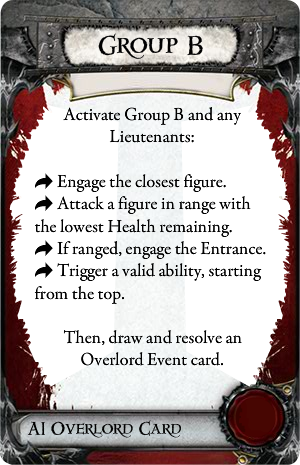 Group B
Activate Group B and any
Lieutenants:
➦ Engage the closest figure.
➦ Attack a figure in range with
the lowest Health remaining.
➦ If ranged, engage the Entrance.
➦ Trigger a valid ability, starting
from the top.
Then, draw and resolve an
Overlord Event card.
AI Overlord Card